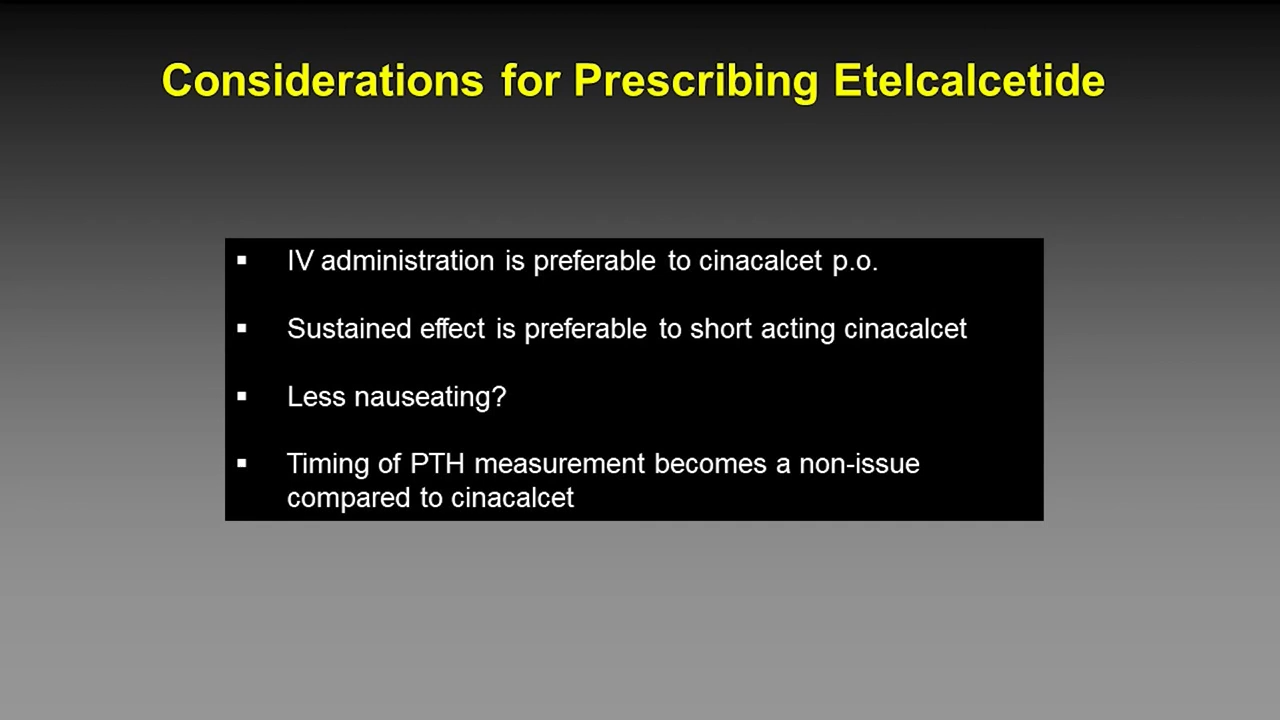 Considerations for Prescribing Etelcalcetide
▪ IV administration is preferable to cinacalcet p.o.
▪ Sustained effect is preferable to short acting cinacalcet
▪ Less nauseating?
▪ Timing of PTH measurement becomes a non-issue
compared to cinacalcet